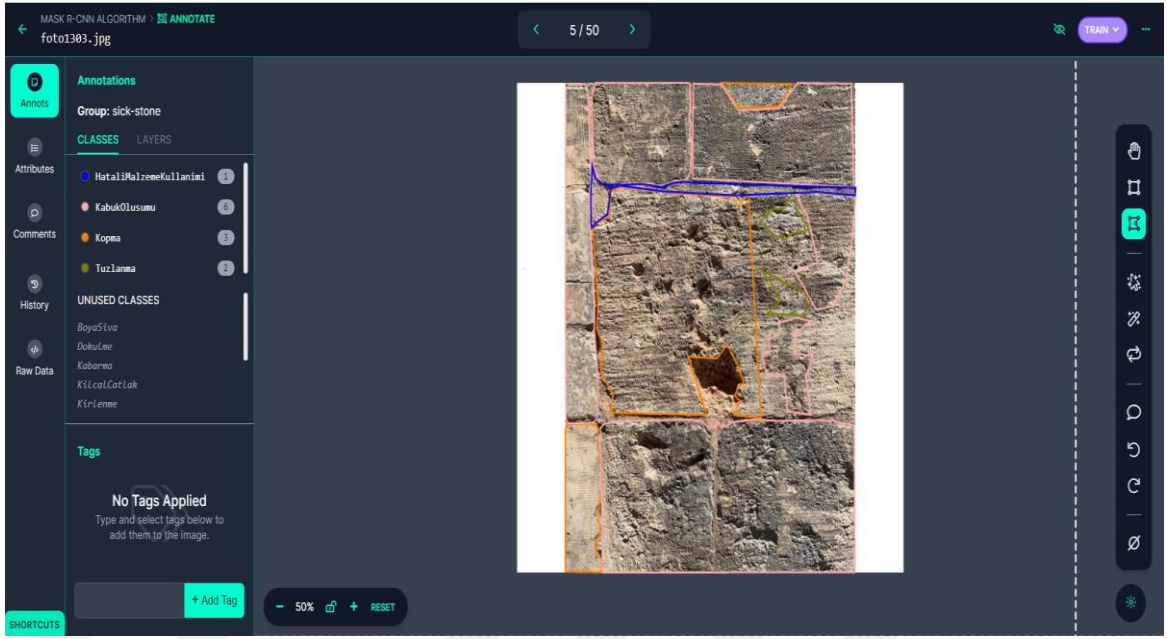 MASK R-CNN ALGORITHM > ANNOTATE
foto1303.jpg
5 / 50
TRAIN
Annots
Attributes
Comments
History
Raw Data
SHORTCUTS
Annotations
Group: sick-stone
CLASSES LAYERS
HataliMalzemeKullanimi 1
KabukOlusumu 6
Kopma 3
Tuzlanma 2
UNUSED CLASSES
BoyaSiva
Dokulme
Kabarma
KilcalCatlak
Kirlenme
Tags
No Tags Applied
Type and select tags below to
add them to the image.
+ Add Tag
- 50% + RESET